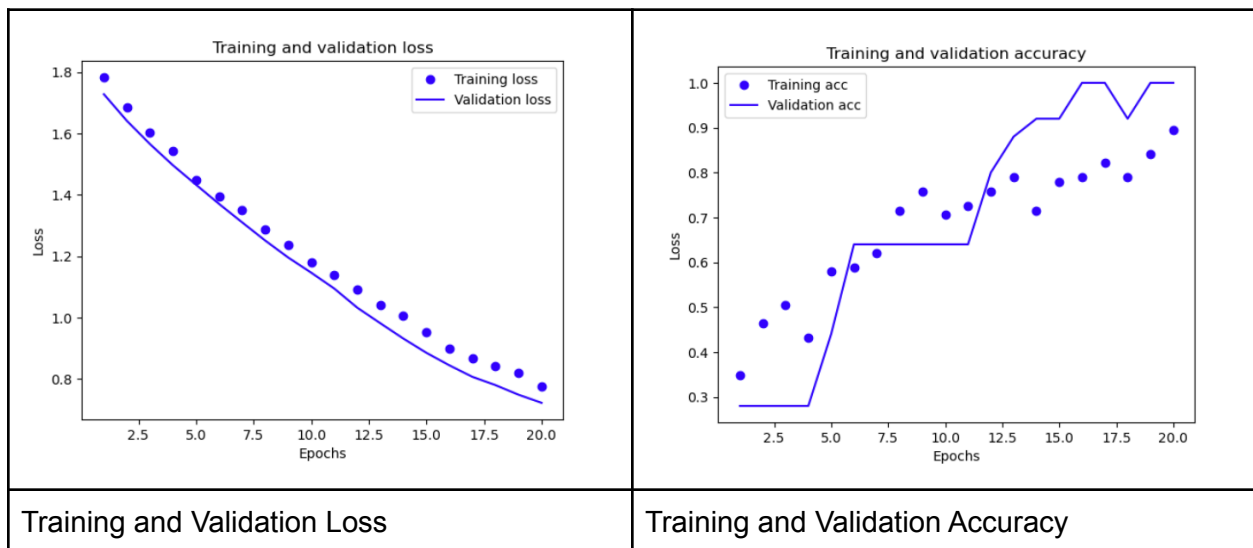 Training and validation loss
Training loss
Validation loss
1.8
1.6
1.4
1.2
1.0
0.8
Loss
2.5 5.0 7.5 10.0 12.5 15.0 17.5 20.0
Epochs
Training and validation accuracy
Training acc
Validation acc
1.0
0.9
0.8
0.7
0.6
0.5
0.4
0.3
Loss
2.5 5.0 7.5 10.0 12.5 15.0 17.5 20.0
Epochs
Training and Validation Loss
Training and Validation Accuracy